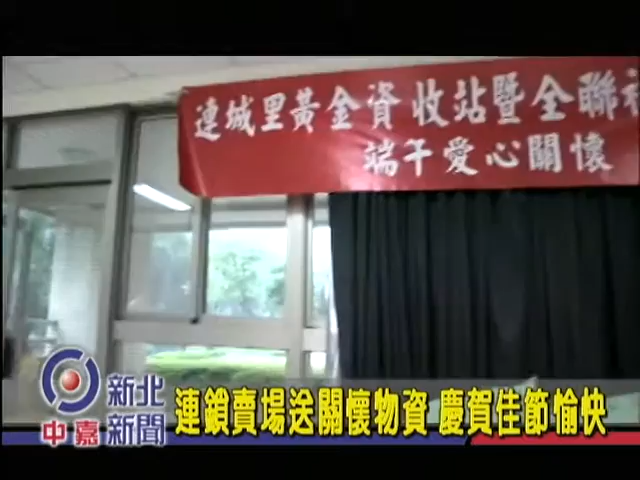 連城里黃金資收站暨全聯
端午愛心關懷
新北
中嘉新聞
連鎖賣場送關懷物資 慶賀佳節愉快